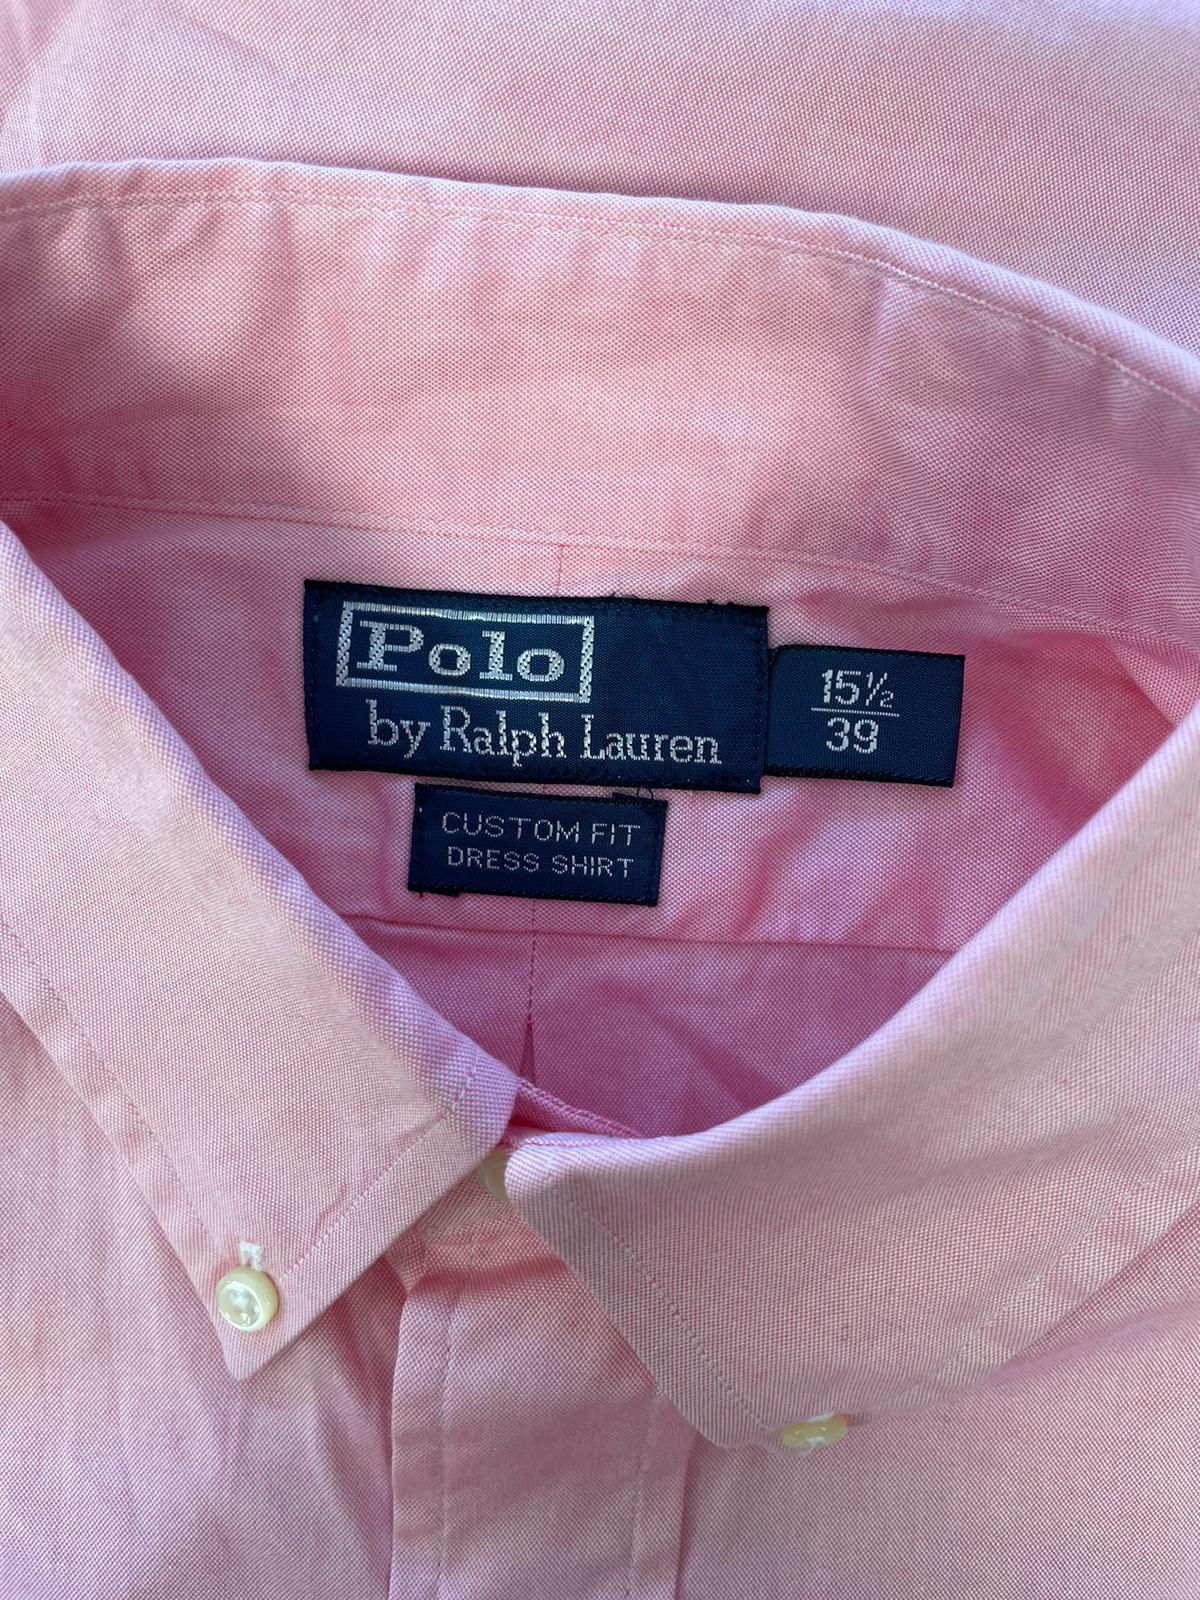 Polo
by Ralph Lauren
15½
39
CUSTOM FIT
DRESS SHIRT